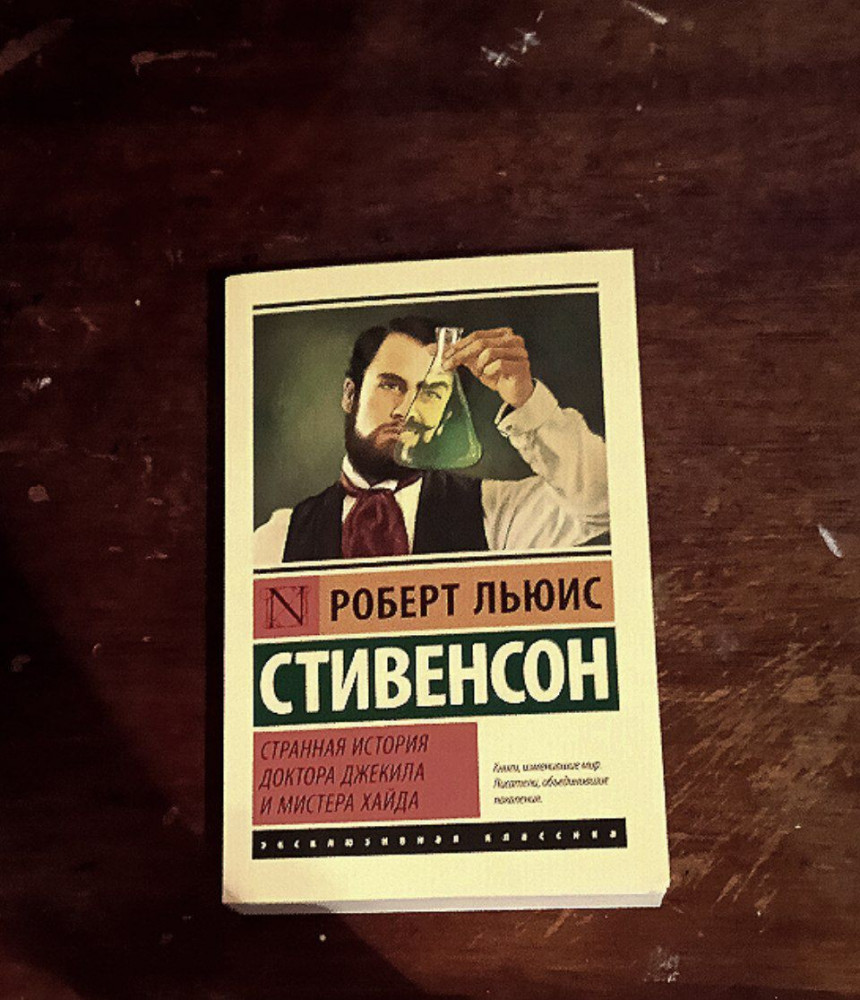 N РОБЕРТ ЛЬЮИС
СТИВЕНСОН
СТРАННАЯ ИСТОРИЯ
ДОКТОРА ДЖЕКИЛА
И МИСТЕРА ХАЙДА
Книги, изменившие мир.
Писатели, объединившие
поколения.
эксклюзивная классика